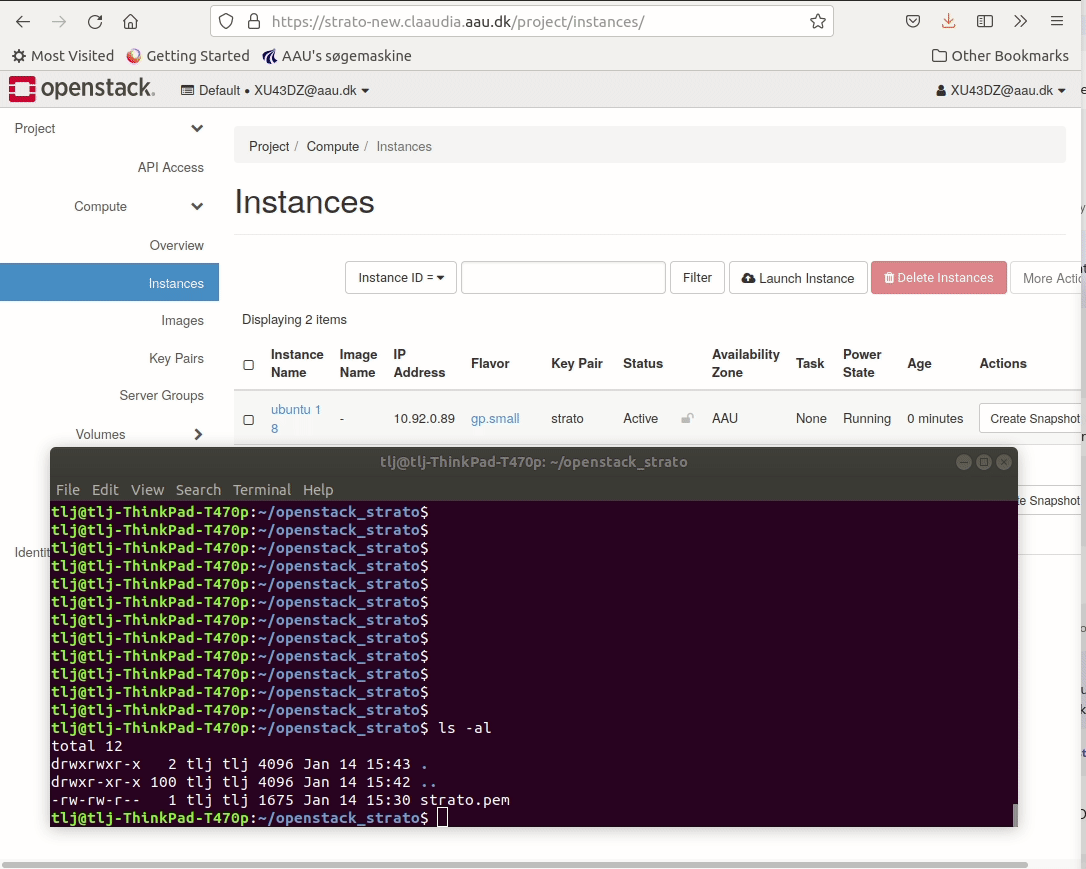 https://strato-new.claaudia.aau.dk/project/instances/
Most Visited Getting Started AAU's søgemaskine Other Bookmarks
openstack. Default • XU43DZ@aau.dk XU43DZ@aau.dk
Project
API Access
Compute
Overview
Instances
Images
Key Pairs
Server Groups
Volumes
Project / Compute / Instances
Instances
Instance ID = Filter Launch Instance Delete Instances More Actic
Displaying 2 items
Instance Name Image Name IP Address Flavor Key Pair Status Availability Zone Task Power State Age Actions
ubuntu 1
8
- 10.92.0.89 gp.small strato Active AAU None Running 0 minutes Create Snapshot
te Snapshot
Identit
tlj@tlj-ThinkPad-T470p: ~/openstack_strato
File Edit View Search Terminal Help
tlj@tlj-ThinkPad-T470p:~/openstack_strato$
tlj@tlj-ThinkPad-T470p:~/openstack_strato$
tlj@tlj-ThinkPad-T470p:~/openstack_strato$
tlj@tlj-ThinkPad-T470p:~/openstack_strato$
tlj@tlj-ThinkPad-T470p:~/openstack_strato$
tlj@tlj-ThinkPad-T470p:~/openstack_strato$
tlj@tlj-ThinkPad-T470p:~/openstack_strato$
tlj@tlj-ThinkPad-T470p:~/openstack_strato$
tlj@tlj-ThinkPad-T470p:~/openstack_strato$
tlj@tlj-ThinkPad-T470p:~/openstack_strato$
tlj@tlj-ThinkPad-T470p:~/openstack_strato$
tlj@tlj-ThinkPad-T470p:~/openstack_strato$
tlj@tlj-ThinkPad-T470p:~/openstack_strato$ ls -al
total 12
drwxrwxr-x   2 tlj tlj 4096 Jan 14 15:43 .
drwxr-xr-x 100 tlj tlj 4096 Jan 14 15:42 ..
-rw-rw-r--   1 tlj tlj 1675 Jan 14 15:30 strato.pem
tlj@tlj-ThinkPad-T470p:~/openstack_strato$